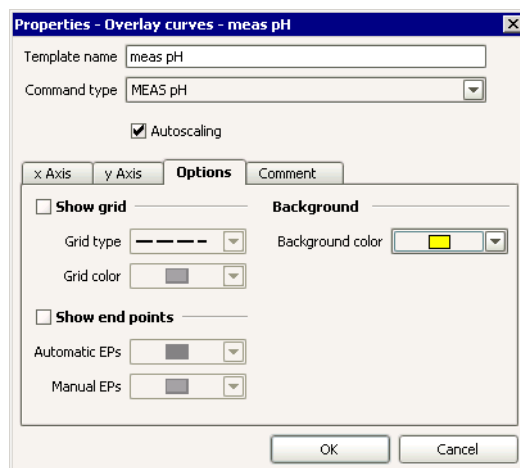 Properties - Overlay curves - meas pH
Template name meas pH
Command type MEAS pH
Autoscaling
x Axis y Axis Options Comment
Show grid Background
Grid type Background color
Grid color
Show end points
Automatic EPs
Manual EPs
OK Cancel